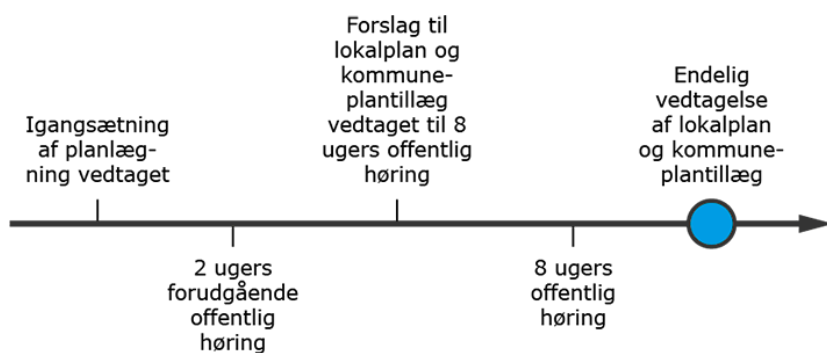 Igangsætning
af planlæg-
ning vedtaget
2 ugers
forudgående
offentlig
høring
Forslag til
lokalplan og
kommune-
plantillæg
vedtaget til 8
ugers offentlig
høring
8 ugers
offentlig
høring
Endelig
vedtagelse
af lokalplan
og kommune-
plantillæg